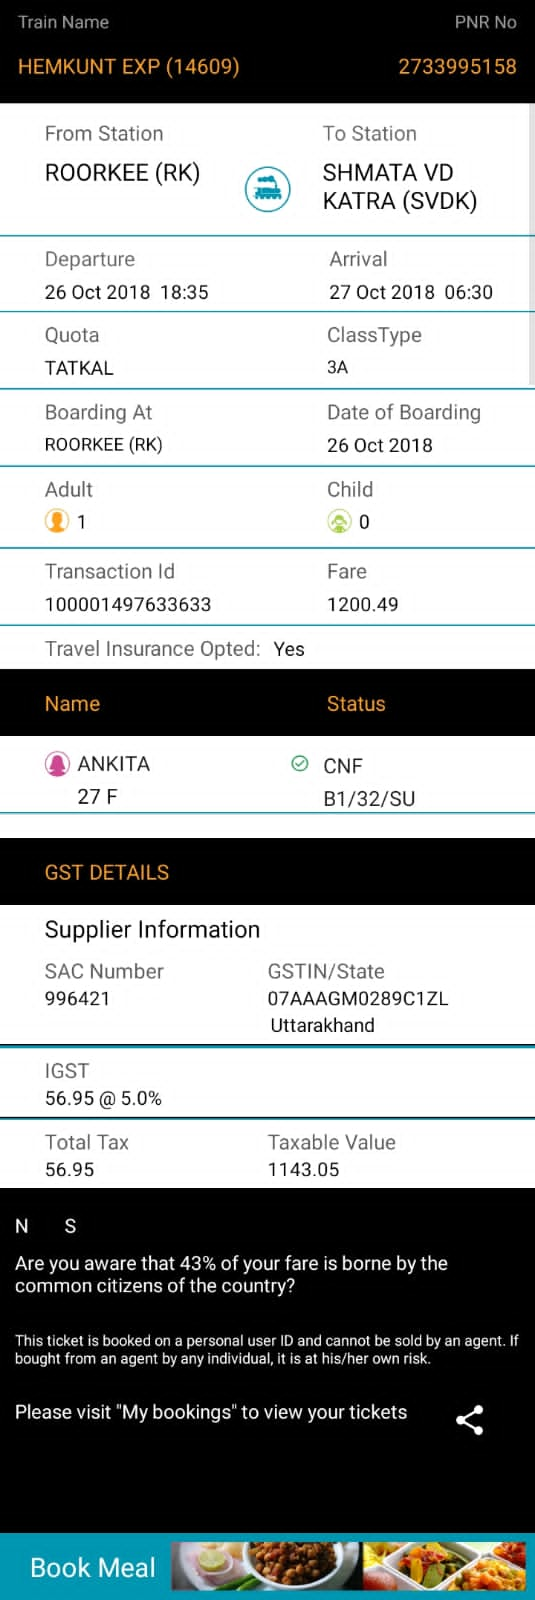 Train Name PNR No
HEMKUNT EXP (14609) 2733995158
From Station To Station
ROORKEE (RK) SHMATA VD
KATRA (SVDK)
Departure Arrival
26 Oct 2018 18:35 27 Oct 2018 06:30
Quota ClassType
TATKAL 3A
Boarding At Date of Boarding
ROORKEE (RK) 26 Oct 2018
Adult Child
1 0
Transaction Id Fare
100001497633633 1200.49
Travel Insurance Opted: Yes
Name Status
ANKITA CNF
27 F B1/32/SU
GST DETAILS
Supplier Information
SAC Number GSTIN/State
996421 07AAAGM0289C1ZL
Uttarakhand
IGST
56.95 @ 5.0%
Total Tax Taxable Value
56.95 1143.05
N S
Are you aware that 43% of your fare is borne by the
common citizens of the country?
This ticket is booked on a personal user ID and cannot be sold by an agent. If
bought from an agent by any individual, it is at his/her own risk.
Please visit "My bookings" to view your tickets
Book Meal